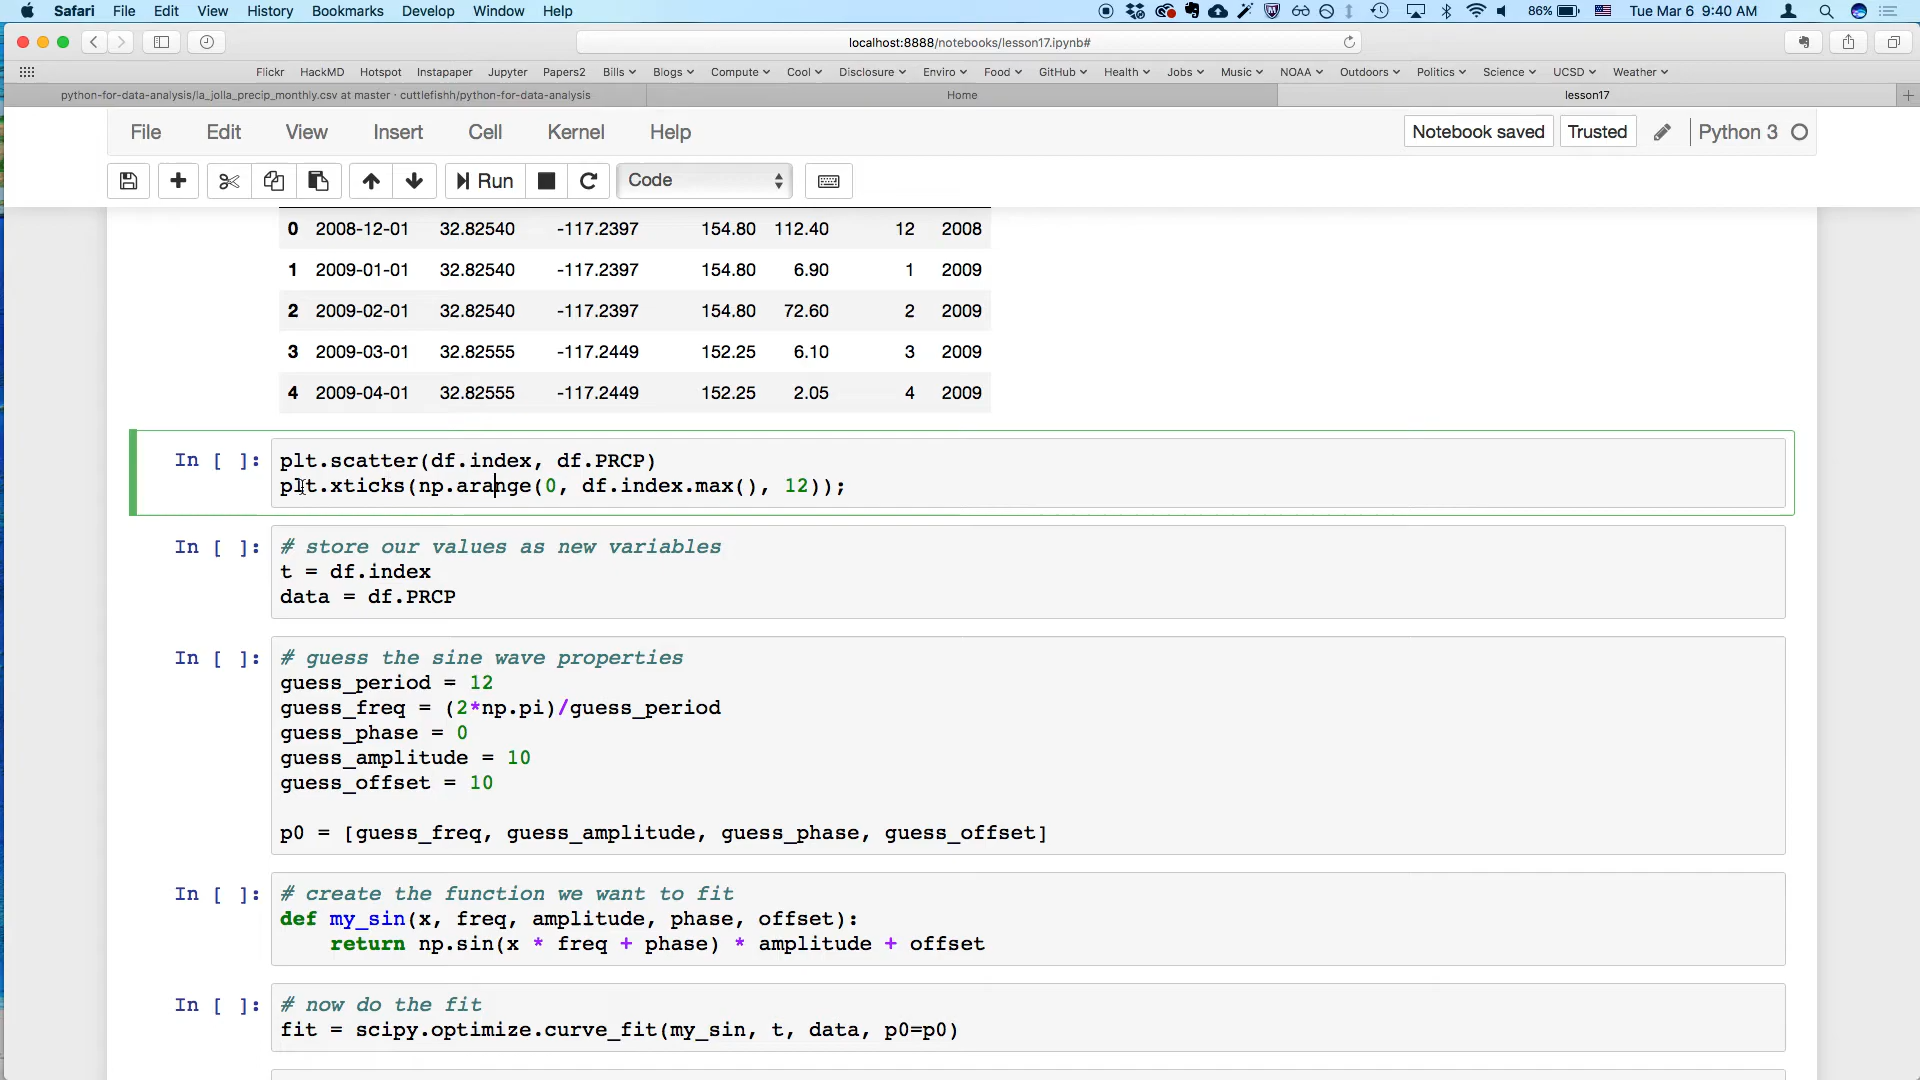 Safari File Edit View History Bookmarks Develop Window Help 86% Tue Mar 6 9:40 AM
localhost:8888/notebooks/lesson17.ipynb#
Flickr HackMD Hotspot Instapaper Jupyter Papers2 Bills Blogs Compute Cool Disclosure Enviro Food GitHub Health Jobs Music NOAA Outdoors Politics Science UCSD Weather
python-for-data-analysis/la_jolla_precip_monthly.csv at master · cuttlefishh/python-for-data-analysis Home lesson17
File Edit View Insert Cell Kernel Help Notebook saved Trusted Python 3
Run Code
0 2008-12-01 32.82540 -117.2397 154.80 112.40 12 2008
1 2009-01-01 32.82540 -117.2397 154.80 6.90 1 2009
2 2009-02-01 32.82540 -117.2397 154.80 72.60 2 2009
3 2009-03-01 32.82555 -117.2449 152.25 6.10 3 2009
4 2009-04-01 32.82555 -117.2449 152.25 2.05 4 2009
In [ ]: plt.scatter(df.index, df.PRCP)
plt.xticks(np.arange(0, df.index.max(), 12));
In [ ]: # store our values as new variables
t = df.index
data = df.PRCP
In [ ]: # guess the sine wave properties
guess_period = 12
guess_freq = (2*np.pi)/guess_period
guess_phase = 0
guess_amplitude = 10
guess_offset = 10
p0 = [guess_freq, guess_amplitude, guess_phase, guess_offset]
In [ ]: # create the function we want to fit
def my_sin(x, freq, amplitude, phase, offset):
return np.sin(x * freq + phase) * amplitude + offset
In [ ]: # now do the fit
fit = scipy.optimize.curve_fit(my_sin, t, data, p0=p0)